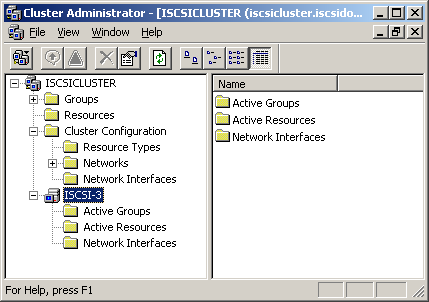 Cluster Administrator - [ISCSICLUSTER (iscsicluster.iscsido...
File View Window Help
ISCSICLUSTER
Groups
Resources
Cluster Configuration
Resource Types
Networks
Network Interfaces
ISCSI-3
Active Groups
Active Resources
Network Interfaces
Name
Active Groups
Active Resources
Network Interfaces
For Help, press F1